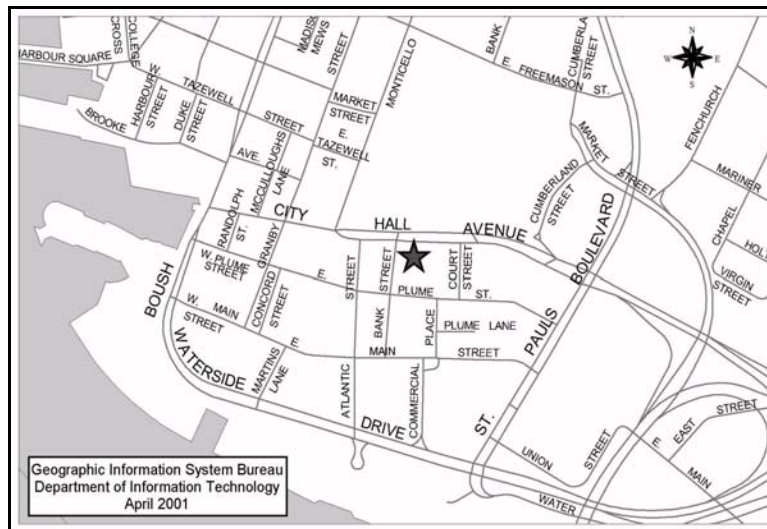 HARBOUR SQUARE
CROSS
COLLEGE
W.
HARBOUR
STREET
TAZEWELL
STREET
BROOKE
DUKE
STREET
MADISON
MEWS
STREET
MONTICELLO
MARKET
STREET
E.
TAZEWELL
ST.
BANK
E
FREEMASON
ST.
CUMBERLA
STREET
N
W
E
S
FENCHURCH
MARKET
STREET
MARINER
CHAPEL
HOLT
VIRGIN
STREET
CUMBERLAND
STREET
AVE.
MCCULLOUGHS
LANE
RANDOLPH
ST.
GRANBY
CITY
HALL
AVENUE
W. PLUME
STREET
E
PLUME
ST.
BOUSH
W.
MAIN
STREET
CONCORD
STREET
STREET
STREET
COURT
STREET
BANK
PLACE
PLUME LANE
E
MAIN
STREET
MARTINS
LANE
WATERSIDE
DRIVE
ATLANTIC
COMMERCIAL
ST.
PAULS
BOULEVARD
UNION
STREET
WATER
E
MAIN
EAST
STREET
Geographic Information System Bureau
Department of Information Technology
April 2001